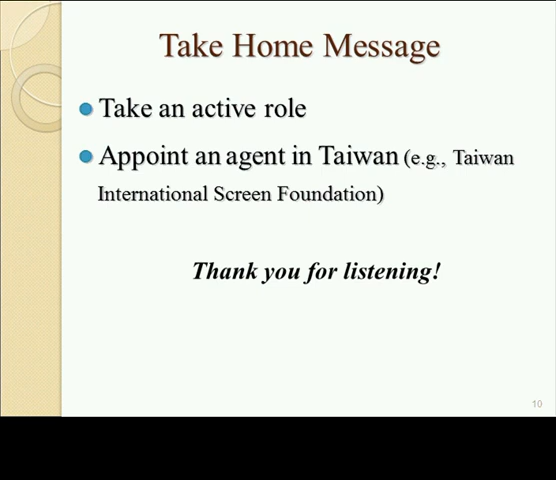 Take Home Message
Take an active role
Appoint an agent in Taiwan (e.g., Taiwan
International Screen Foundation)
Thank you for listening!
10